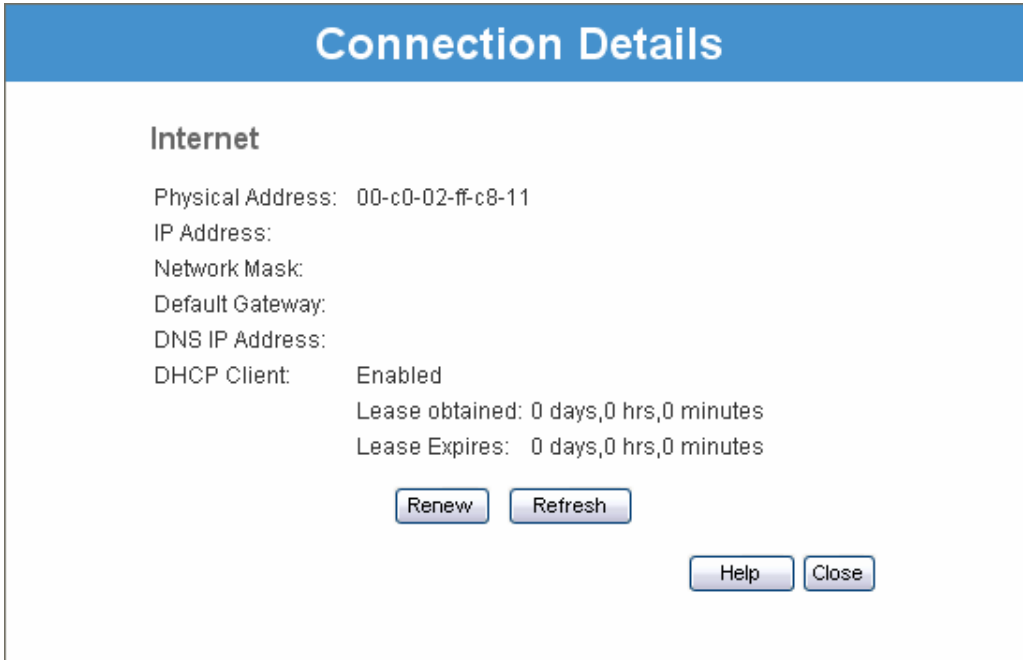 Connection Details
Internet
Physical Address: 00-c0-02-ff-c8-11
IP Address:
Network Mask:
Default Gateway:
DNS IP Address:
DHCP Client: Enabled
Lease obtained: 0 days,0 hrs,0 minutes
Lease Expires: 0 days,0 hrs,0 minutes
Renew Refresh
Help Close